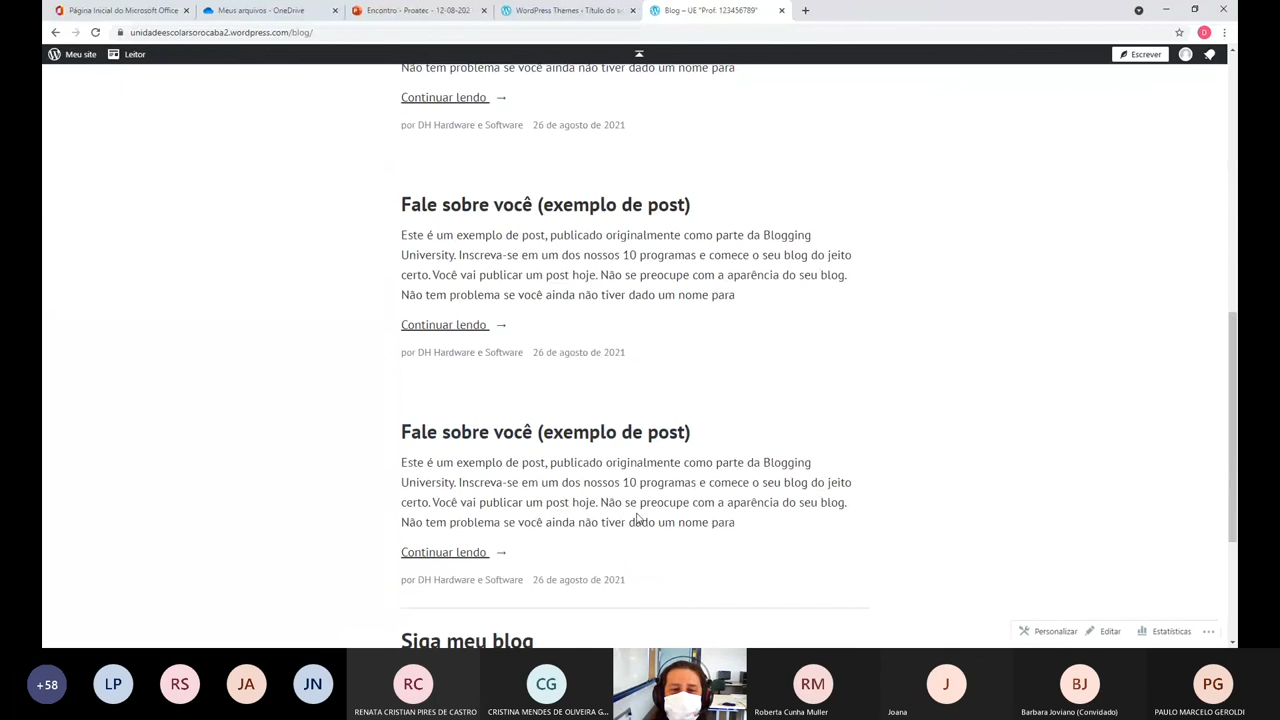 Página Inicial do Microsoft Office
Meus arquivos - OneDrive
Encontro - Proatec - 12-08-202
WordPress Themes ‹ Título do s
Blog – UE "Prof: 123456789"
unidadeescolarsorocaba2.wordpress.com/blog/
D
Meu site
Leitor
Escrever
Não tem problema se você ainda não tiver dado um nome para
Continuar lendo →
por DH Hardware e Software 26 de agosto de 2021
Fale sobre você (exemplo de post)
Este é um exemplo de post, publicado originalmente como parte da Blogging
University. Inscreva-se em um dos nossos 10 programas e comece o seu blog do jeito
certo. Você vai publicar um post hoje. Não se preocupe com a aparência do seu blog.
Não tem problema se você ainda não tiver dado um nome para
Continuar lendo →
por DH Hardware e Software 26 de agosto de 2021
Fale sobre você (exemplo de post)
Este é um exemplo de post, publicado originalmente como parte da Blogging
University. Inscreva-se em um dos nossos 10 programas e comece o seu blog do jeito
certo. Você vai publicar um post hoje. Não se preocupe com a aparência do seu blog.
Não tem problema se você ainda não tiver dado um nome para
Continuar lendo →
por DH Hardware e Software 26 de agosto de 2021
Siga meu blog
Personalizar
Editar
Estatísticas
+58
LP
RS
JA
JN
RC
CG
RM
J
BJ
PG
RENATA CRISTIAN PIRES DE CASTRO
CRISTINA MENDES DE OLIVEIRA G...
Roberta Cunha Muller
Joana
Barbara Joviano (Convidado)
PAULO MARCELO GEROLDI